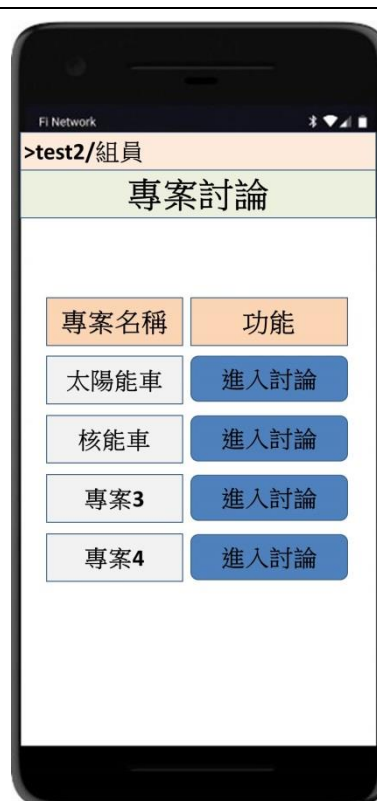 Fi Network
>test2/組員
專案討論
專案名稱 功能
太陽能車 進入討論
核能車 進入討論
專案3 進入討論
專案4 進入討論